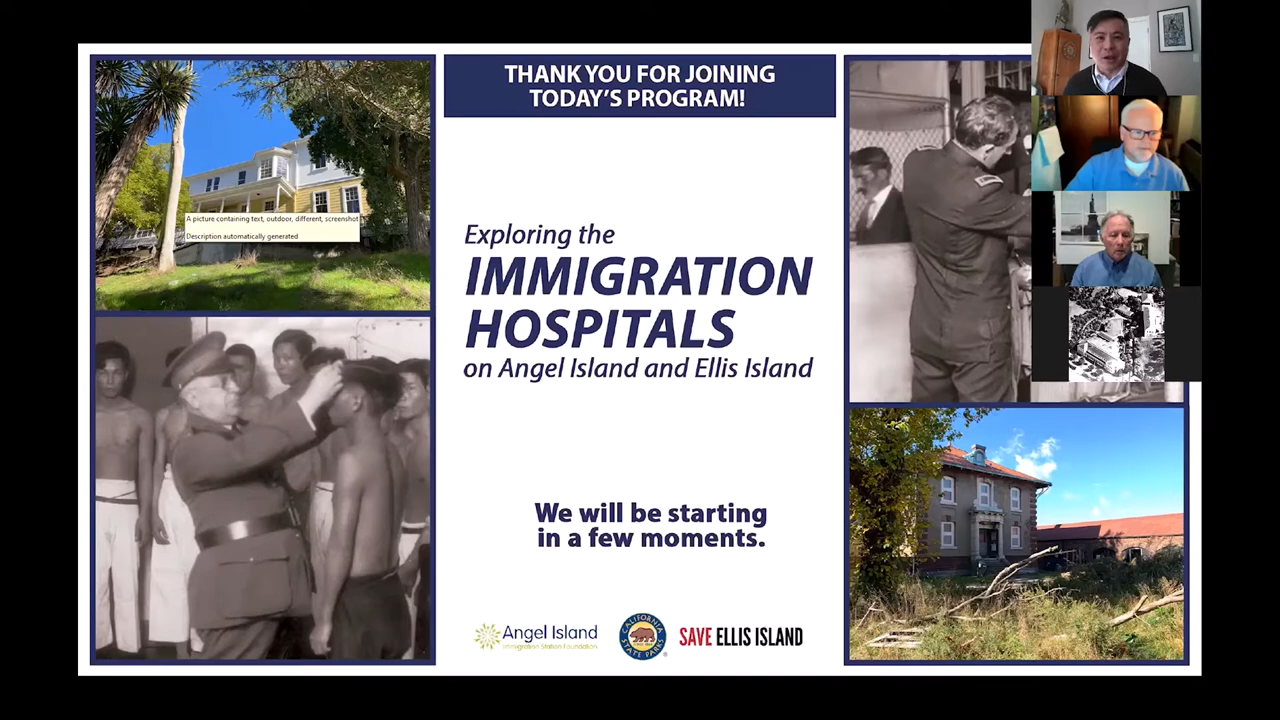 THANK YOU FOR JOINING
TODAY'S PROGRAM!
A picture containing text, outdoor, different, screenshot
Description automatically generated
Exploring the
IMMIGRATION
HOSPITALS
on Angel Island and Ellis Island
We will be starting
in a few moments.
Angel Island
Immigration Station Foundation
CALIFORNIA
STATE PARKS
SAVE ELLIS ISLAND